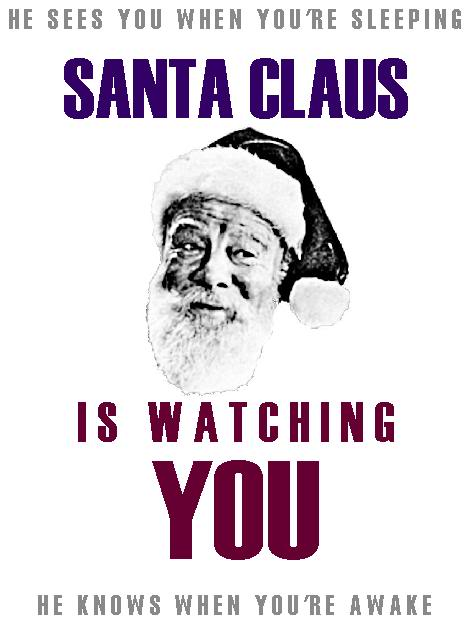 HE SEES YOU WHEN YOU'RE SLEEPING
SANTA CLAUS
IS WATCHING
YOU
HE KNOWS WHEN YOU'RE AWAKE